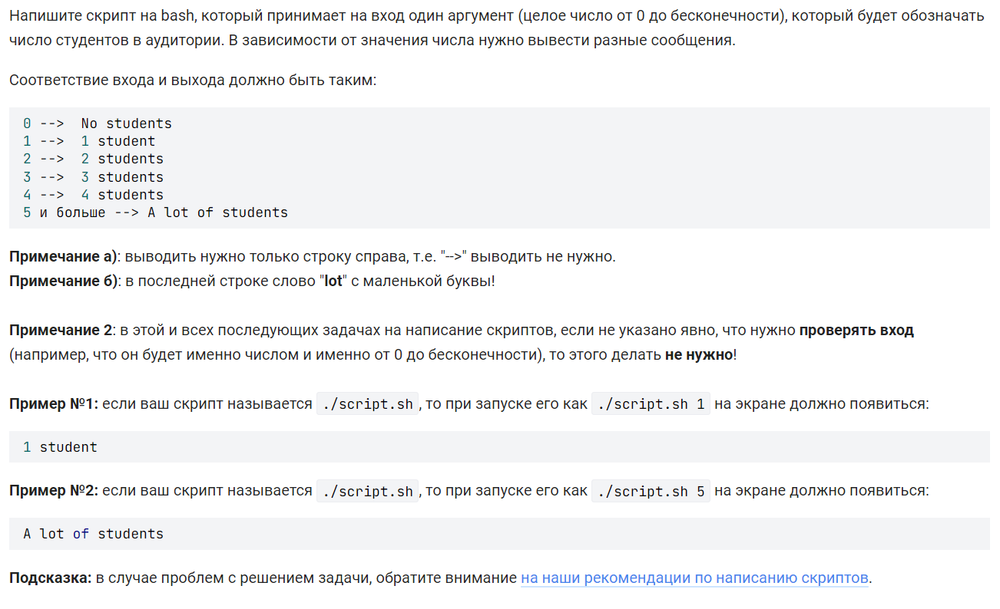 Напишите скрипт на bash, который принимает на вход один аргумент (целое число от 0 до бесконечности), который будет обозначать
число студентов в аудитории. В зависимости от значения числа нужно вывести разные сообщения.
Соответствие входа и выхода должно быть таким:
0 -->  No students
1 -->  1 student
2 -->  2 students
3 -->  3 students
4 -->  4 students
5 и больше --> A lot of students
Примечание а): выводить нужно только строку справа, т.е. "-->" выводить не нужно.
Примечание б): в последней строке слово "lot" с маленькой буквы!
Примечание 2: в этой и всех последующих задачах на написание скриптов, если не указано явно, что нужно проверять вход
(например, что он будет именно числом и именно от 0 до бесконечности), то этого делать не нужно!
Пример №1: если ваш скрипт называется ./script.sh, то при запуске его как ./script.sh 1 на экране должно появиться:
1 student
Пример №2: если ваш скрипт называется ./script.sh, то при запуске его как ./script.sh 5 на экране должно появиться:
A lot of students
Подсказка: в случае проблем с решением задачи, обратите внимание на наши рекомендации по написанию скриптов.